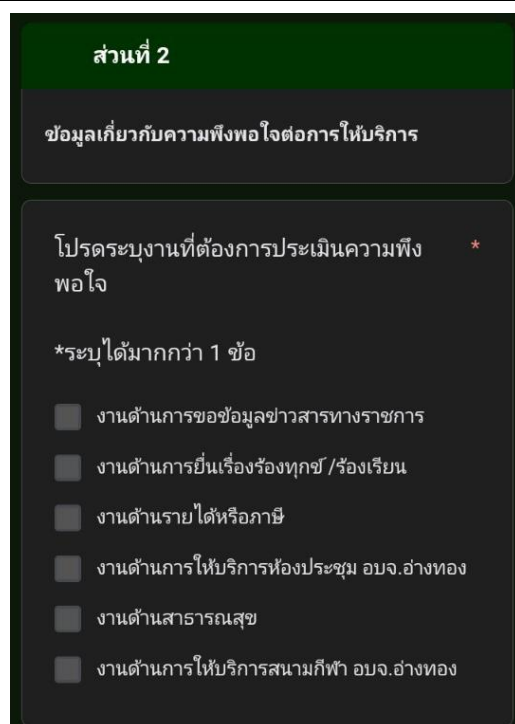 ส่วนที่ 2
ข้อมูลเกี่ยวกับความพึงพอใจต่อการให้บริการ
โปรดระบุงานที่ต้องการประเมินความพึง *
พอใจ
*ระบุได้มากกว่า 1 ข้อ
งานด้านการขอข้อมูลข่าวสารทางราชการ
งานด้านการยื่นเรื่องร้องทุกข์ /ร้องเรียน
งานด้านรายได้หรือภาษี
งานด้านการให้บริการห้องประชุม อบจ.อ่างทอง
งานด้านสาธารณสุข
งานด้านการให้บริการสนามกีฬา อบจ.อ่างทอง